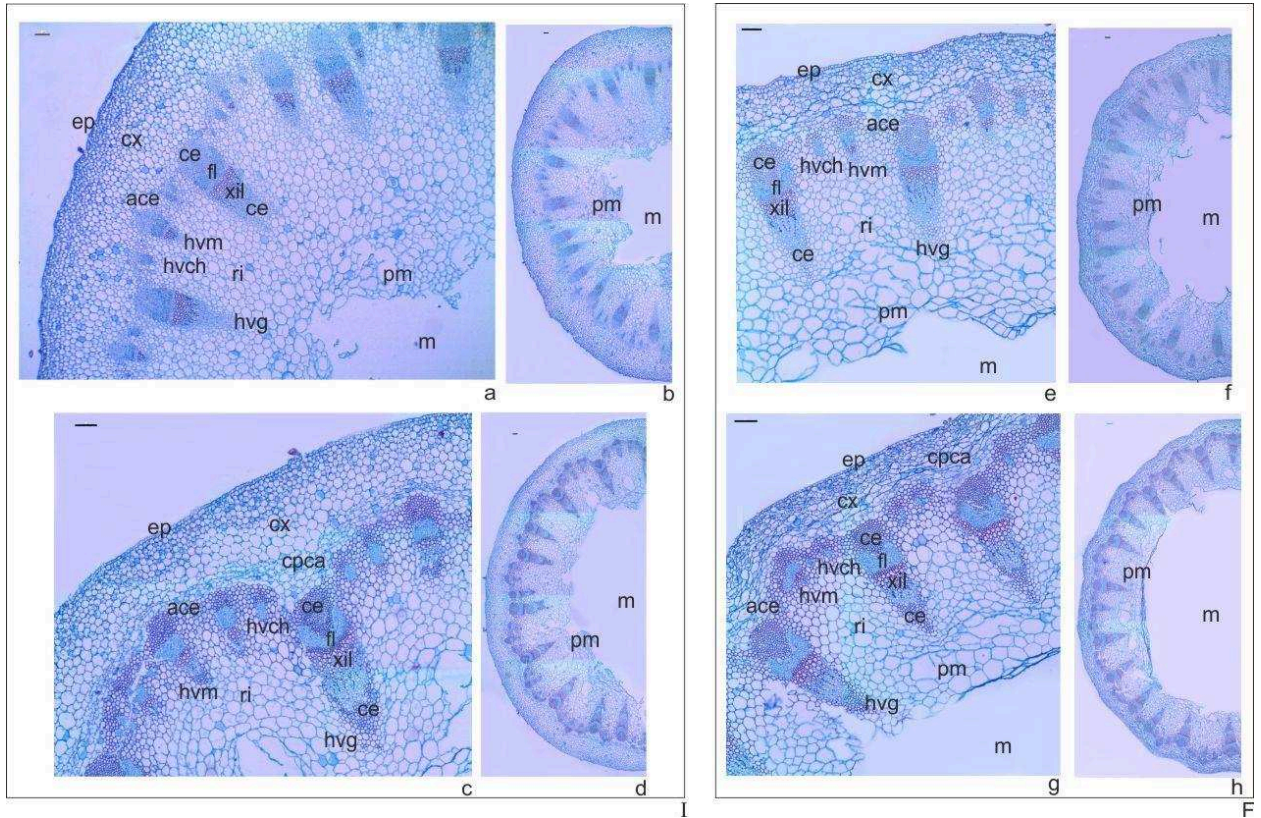 ep
cx
ce
fl
xil
ce
ace
hvm
hvch
ri
pm
hvg
m
a
pm
m
b
ep
cx
cpca
ace
ce
hvch
fl
xil
hvm
ri
ce
hvg
c
m
pm
d
I
ep
cx
ace
ce
hvch
hvm
fl
xil
ri
ce
hvg
pm
m
e
pm
m
f
ep
cpca
cx
ce
fl
hvch
xil
hvm
ace
ce
ri
pm
hvg
m
g
pm
m
h
F